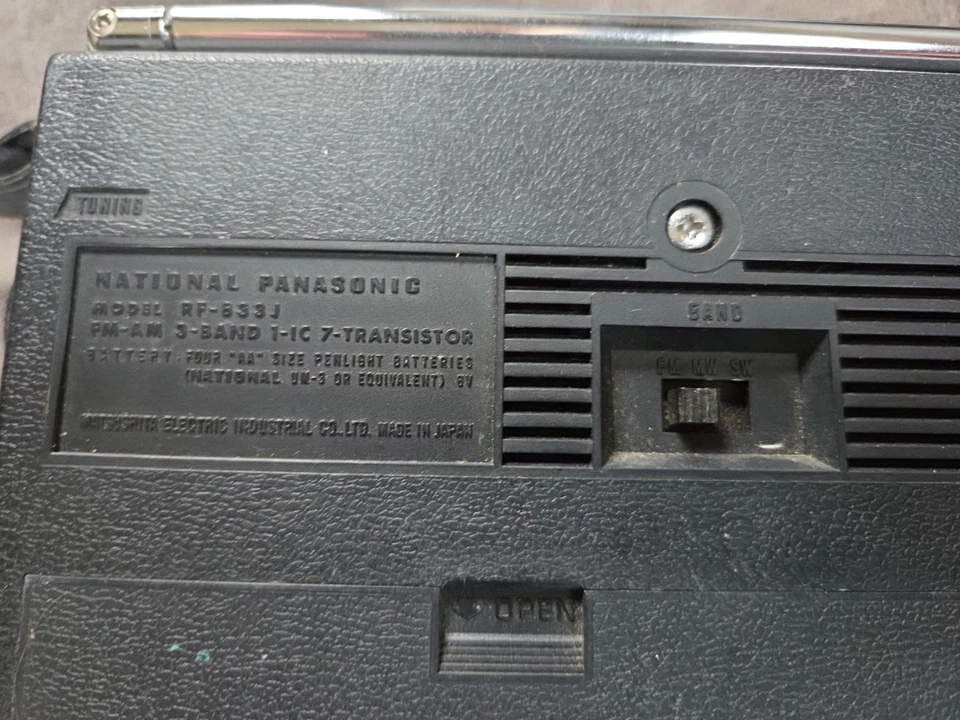 TUNING
NATIONAL PANASONIC
MODEL RF-833J
FM-AM 3-BAND 1-IC 7-TRANSISTOR
BATTERY: FOUR "AA" SIZE PENLIGHT BATTERIES
(NATIONAL UM-3 OR EQUIVALENT) 6V
MATSUSHITA ELECTRIC INDUSTRIAL CO., LTD. MADE IN JAPAN
BAND
FM MW SW
OPEN